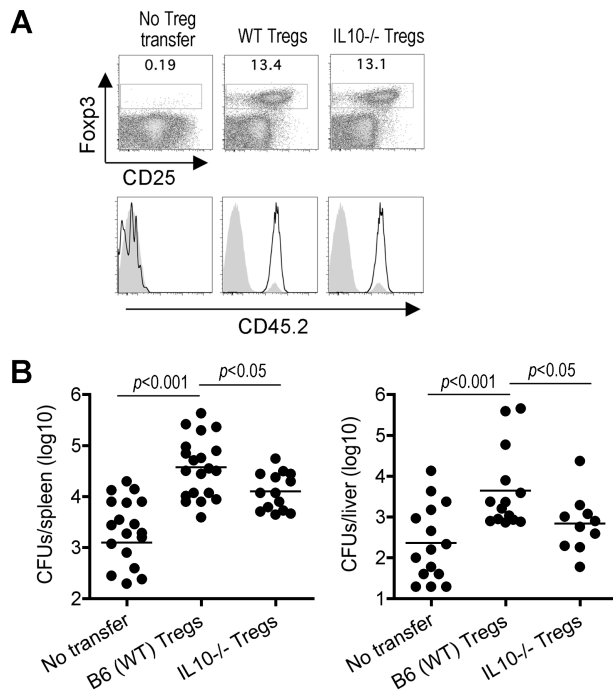 A
No Treg
transfer
WT Tregs
IL10-/- Tregs
0.19
13.4
13.1
Foxp3
CD25
CD45.2
B
p<0.001
p<0.05
CFUs/spleen (log10)
6
5
4
3
2
No transfer
B6 (WT) Tregs
IL10-/- Tregs
p<0.001
p<0.05
CFUs/liver (log10)
6
5
4
3
2
1
No transfer
B6 (WT) Tregs
IL10-/- Tregs